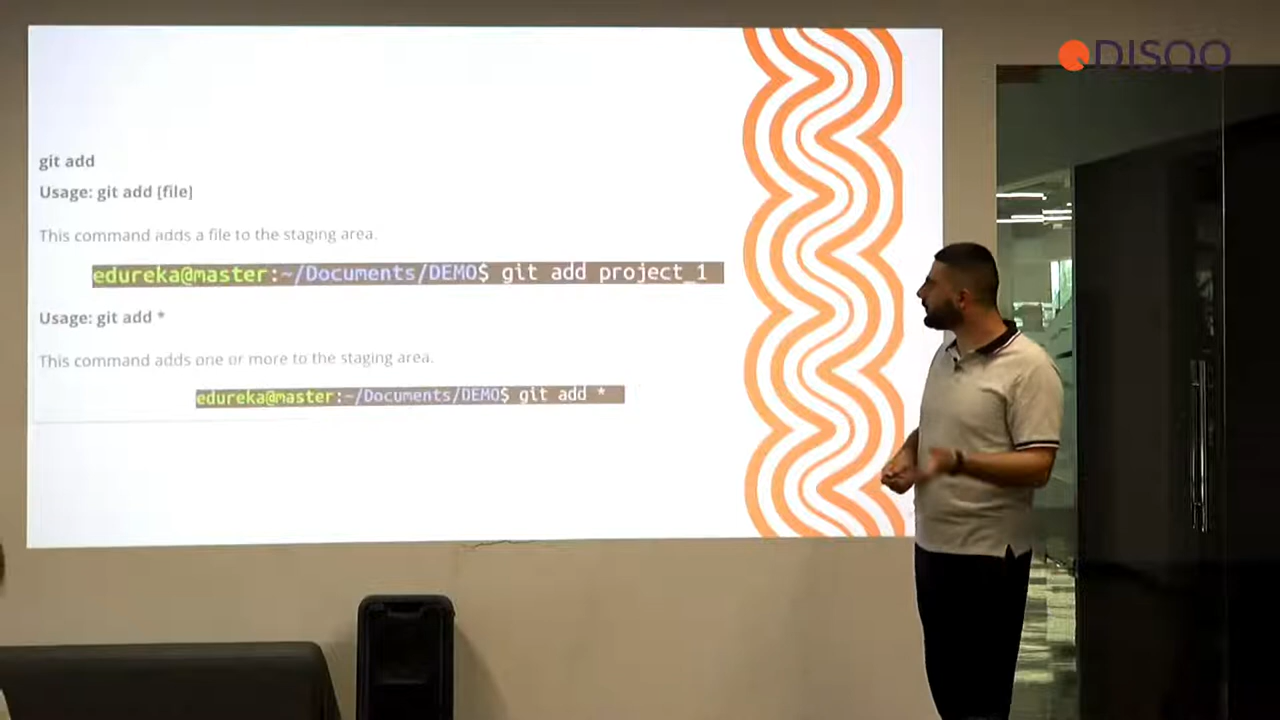 DISQO
git add
Usage: git add [file]
This command adds a file to the staging area.
edureka@master:~/Documents/DEMO$ git add project_1
Usage: git add *
This command adds one or more to the staging area.
edureka@master:~/Documents/DEMO$ git add *